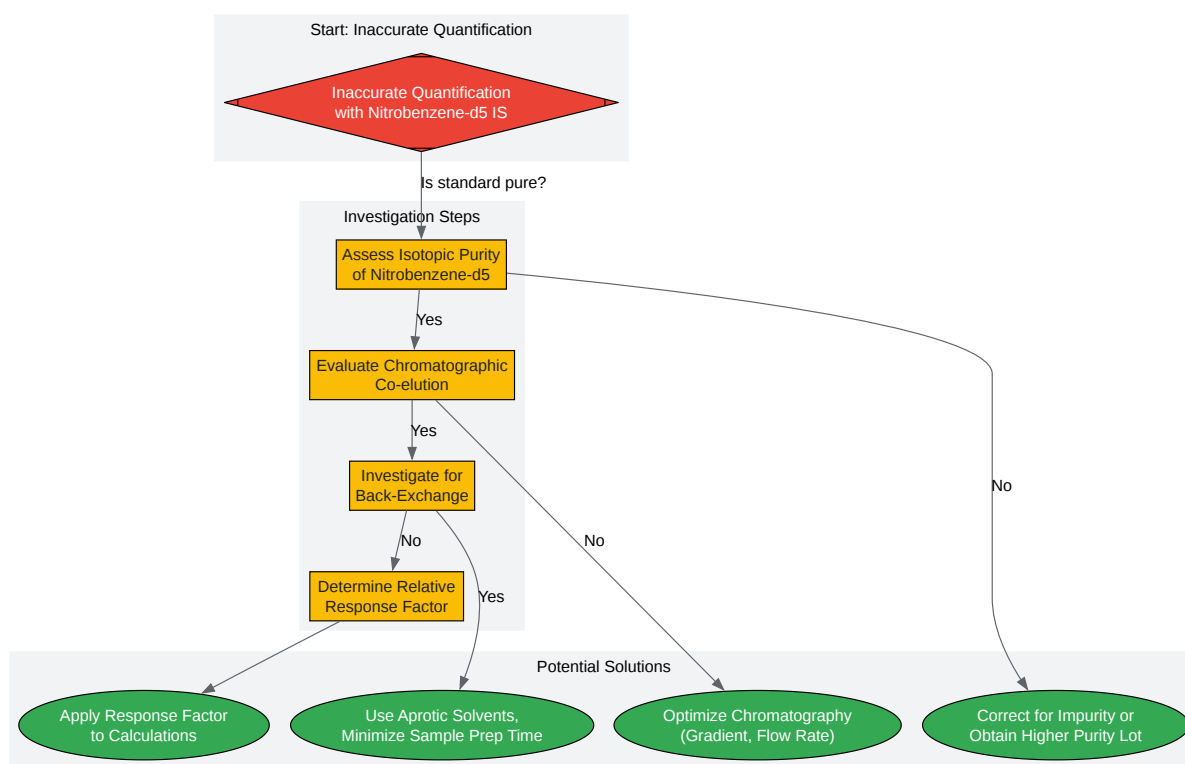 Start: Inaccurate Quantification
Inaccurate Quantification
with Nitrobenzene-d5 IS
Is standard pure?
Investigation Steps
Assess Isotopic Purity
of Nitrobenzene-d5
Yes
Evaluate Chromatographic
Co-elution
Yes
Investigate for
Back-Exchange
No
No
No
Determine Relative
Response Factor
Yes
Potential Solutions
Apply Response Factor
to Calculations
Use Aprotic Solvents,
Minimize Sample Prep Time
Optimize Chromatography
(Gradient, Flow Rate)
Correct for Impurity or
Obtain Higher Purity Lot